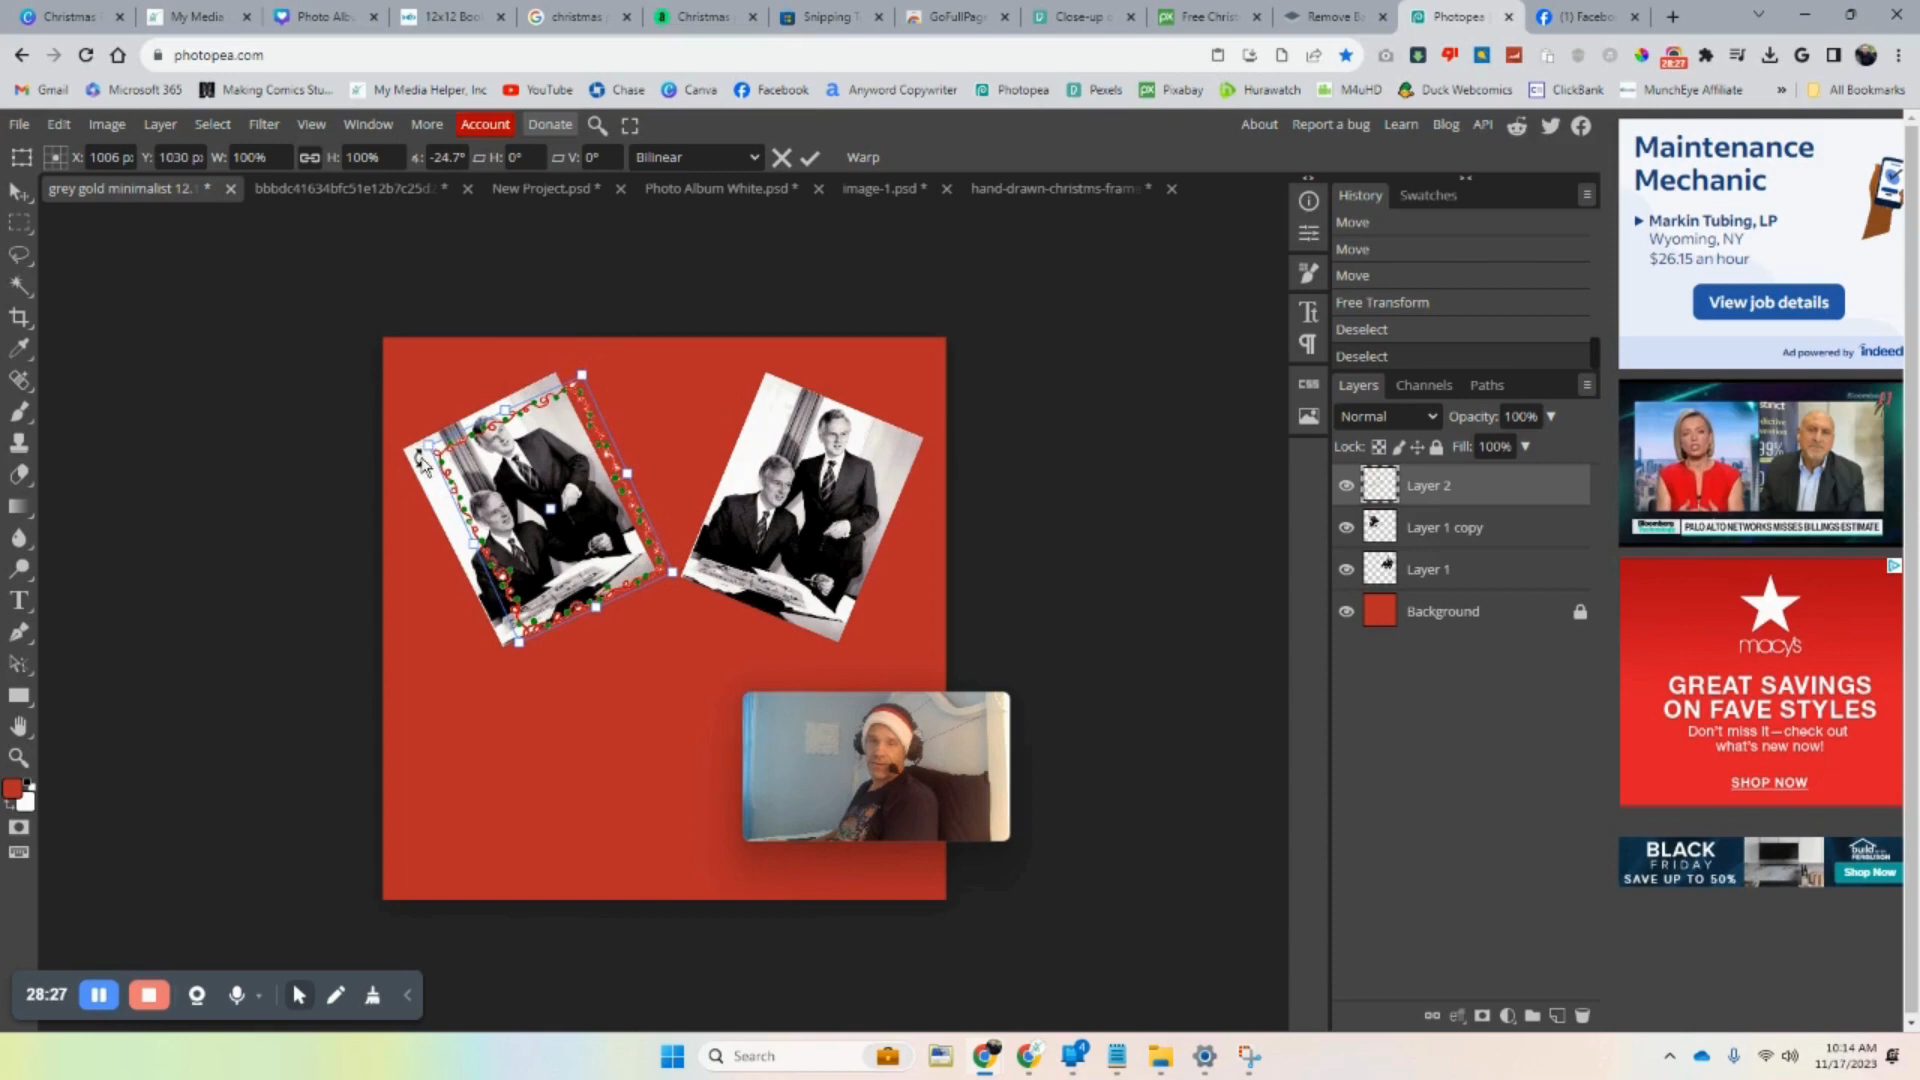 Christmas
My Media
Photo Alb
12x12 Boo
christmas
Christmas
Snipping T
GoFullPag
Close-up
Free Christ
Remove B
Photopea
(1) Facebo
photopea.com
28:27
Gmail
Microsoft 365
Making Comics Stu...
My Media Helper, Inc
YouTube
Chase
Canva
Facebook
Anyword Copywriter
Photopea
Pexels
Pixabay
Hurawatch
M4uHD
Duck Webcomics
ClickBank
MunchEye Affiliate
»
All Bookmarks
File Edit Image Layer Select Filter View Window More Account Donate
About Report a bug Learn Blog API
X: 1006 p: Y: 1030 p: W: 100% H: 100% ∡: -24.7° H: 0° V: 0° Bilinear Warp
grey gold minimalist 12. *
bbbdc41634bfc51e12b7c25d. *
New Project.psd *
Photo Album White.psd *
image-1.psd *
hand-drawn-christms-fram *
History Swatches
Move
Move
Move
Free Transform
Deselect
Deselect
Layers Channels Paths
Normal Opacity: 100%
Lock: Fill: 100%
Layer 2
Layer 1 copy
Layer 1
Background
CSS
eff
Maintenance
Mechanic
Markin Tubing, LP
Wyoming, NY
$26.15 an hour
View job details
Ad powered by indeed
PALO ALTO NETWORKS MISSES BILLINGS ESTIMATE
macy's
GREAT SAVINGS
ON FAVE STYLES
Don't miss it—check out
what's new now!
SHOP NOW
BLACK
FRIDAY
SAVE UP TO 50%
build
Shop Now
28:27
Search
4
10:14 AM
11/17/2023